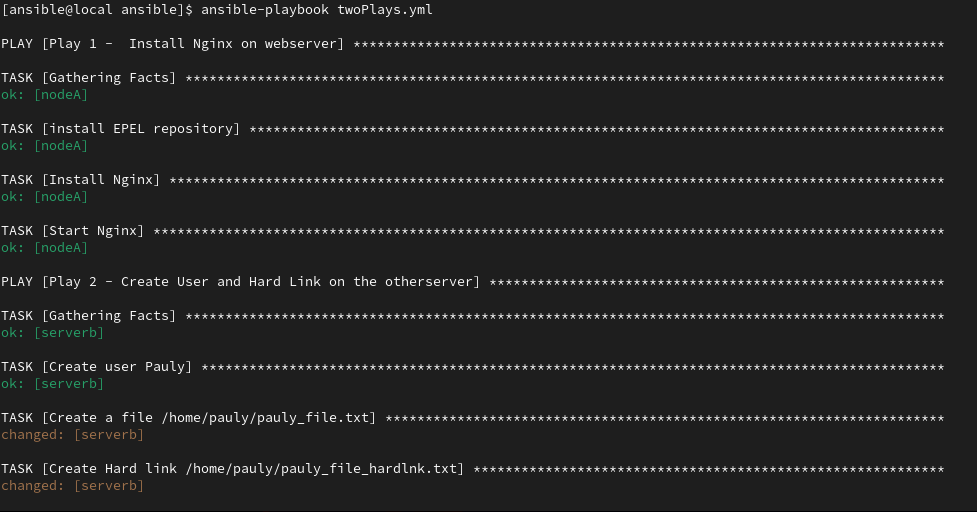 [ansible@local ansible]$ ansible-playbook twoPlays.yml
PLAY [Play 1 -  Install Nginx on webserver] **************************************************************************
TASK [Gathering Facts] ***********************************************************************************************
ok: [nodeA]
TASK [install EPEL repository] ***************************************************************************************
ok: [nodeA]
TASK [Install Nginx] *************************************************************************************************
ok: [nodeA]
TASK [Start Nginx] ***************************************************************************************************
ok: [nodeA]
PLAY [Play 2 - Create User and Hard Link on the otherserver] *********************************************************
TASK [Gathering Facts] ***********************************************************************************************
ok: [serverb]
TASK [Create user Pauly] *********************************************************************************************
ok: [serverb]
TASK [Create a file /home/pauly/pauly_file.txt] **********************************************************************
changed: [serverb]
TASK [Create Hard link /home/pauly/pauly_file_hardlnk.txt] ***********************************************************
changed: [serverb]